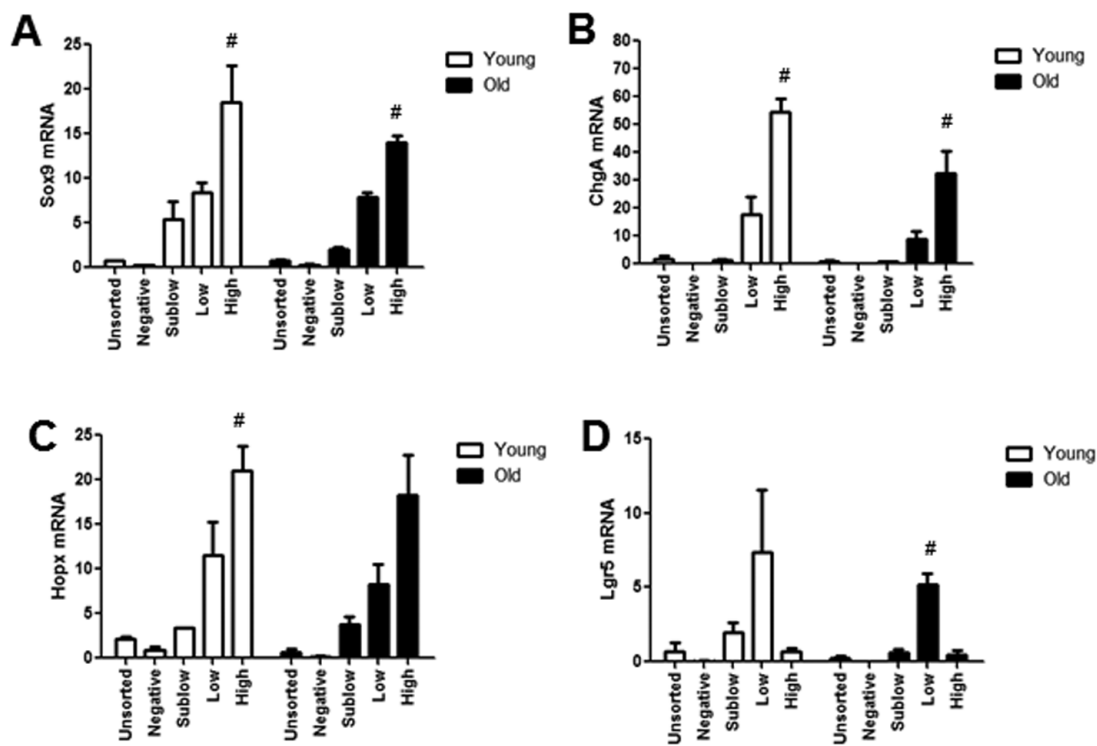 A
Sox9 mRNA
25
20
15
10
5
0
#
#
Young
Old
Unsorted
Negative
Sublow
Low
High
Unsorted
Negative
Sublow
Low
High
B
ChgA mRNA
80
70
60
50
40
30
20
10
0
#
#
Young
Old
Unsorted
Negative
Sublow
Low
High
Unsorted
Negative
Sublow
Low
High
C
Hopx mRNA
25
20
15
10
5
0
#
Young
Old
Unsorted
Negative
Sublow
Low
High
Unsorted
Negative
Sublow
Low
High
D
Lgr5 mRNA
15
10
5
0
#
Young
Old
Unsorted
Negative
Sublow
Low
High
Unsorted
Negative
Sublow
Low
High